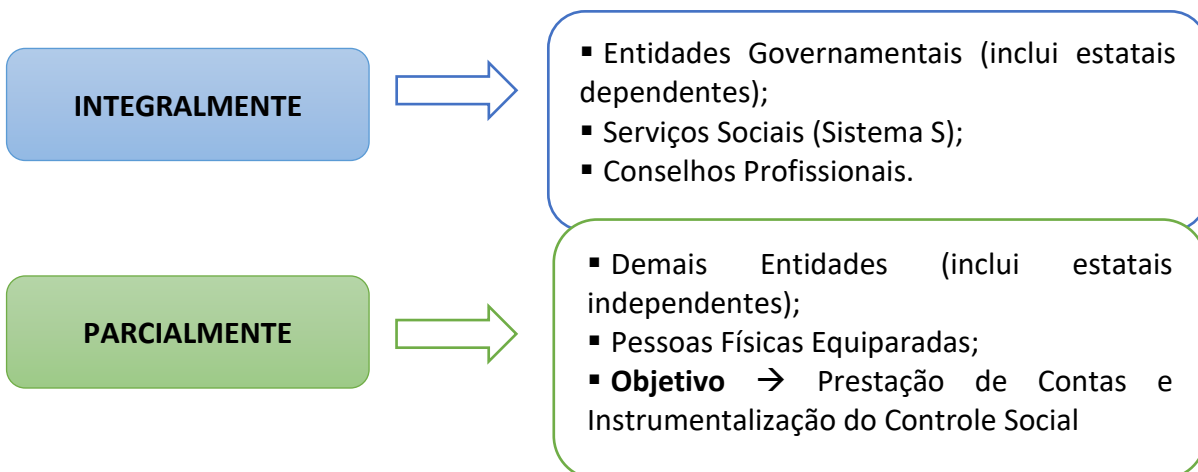 INTEGRALMENTE
▪ Entidades Governamentais (inclui estatais
dependentes);
▪ Serviços Sociais (Sistema S);
▪ Conselhos Profissionais.
PARCIALMENTE
▪ Demais Entidades (inclui estatais
independentes);
▪ Pessoas Físicas Equiparadas;
▪ Objetivo → Prestação de Contas e
Instrumentalização do Controle Social